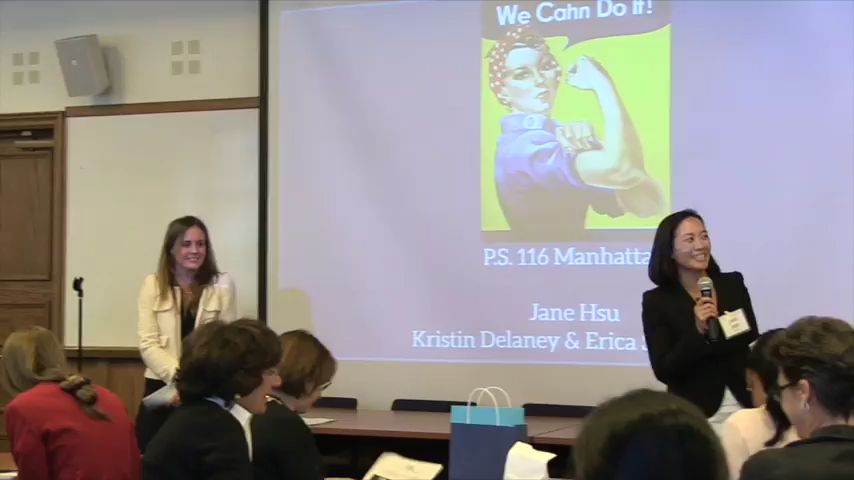 We Cahn Do It!
P.S. 116 Manhatta
Jane Hsu
Kristin Delaney & Erica